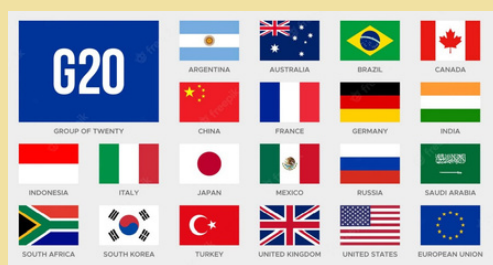 G20
GROUP OF TWENTY
ARGENTINA
AUSTRALIA
BRAZIL
CANADA
CHINA
FRANCE
GERMANY
INDIA
INDONESIA
ITALY
JAPAN
MEXICO
RUSSIA
SAUDI ARABIA
SOUTH AFRICA
SOUTH KOREA
TURKEY
UNITED KINGDOM
UNITED STATES
EUROPEAN UNION